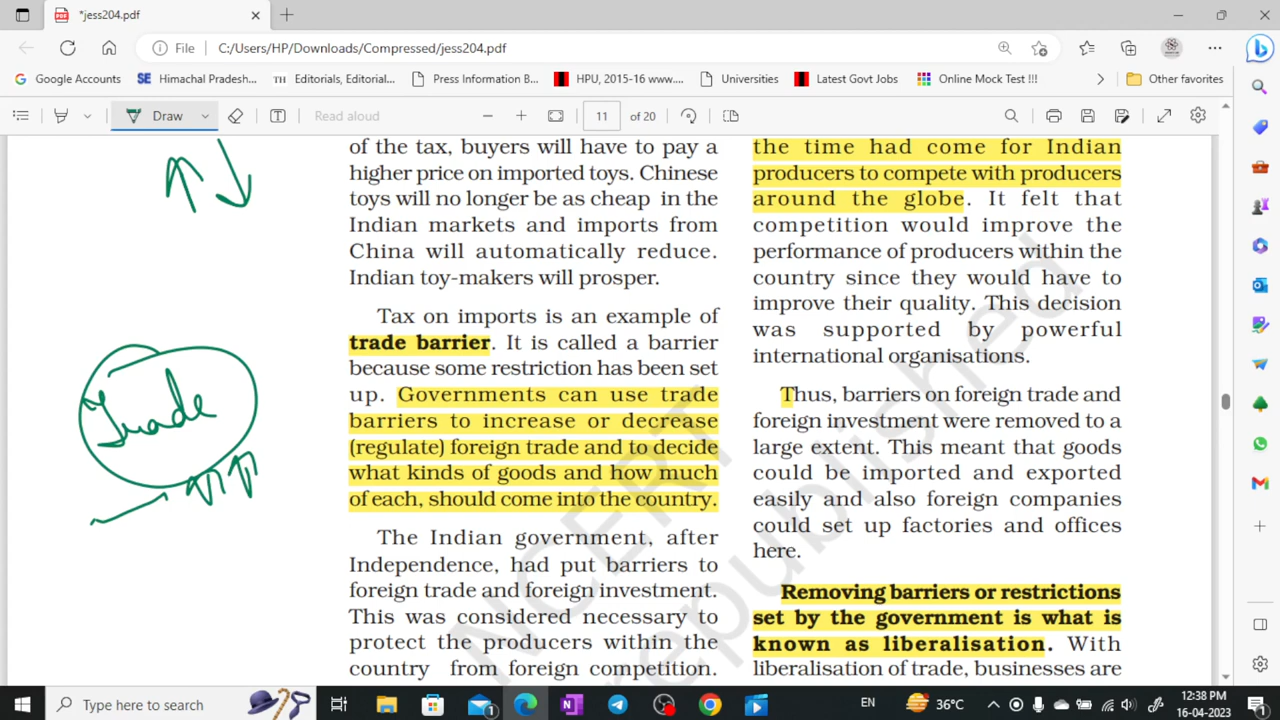 *jess204.pdf
File C:/Users/HP/Downloads/Compressed/jess204.pdf
Google Accounts SE Himachal Pradesh... TH Editorials, Editorial... Press Information B... HPU, 2015-16 www.... Universities Latest Govt Jobs Online Mock Test !!! Other favorites
Draw Read aloud 11 of 20
of the tax, buyers will have to pay a
higher price on imported toys. Chinese
toys will no longer be as cheap in the
Indian markets and imports from
China will automatically reduce.
Indian toy-makers will prosper.
Tax on imports is an example of
trade barrier. It is called a barrier
because some restriction has been set
up. Governments can use trade
barriers to increase or decrease
(regulate) foreign trade and to decide
what kinds of goods and how much
of each, should come into the country.
The Indian government, after
Independence, had put barriers to
foreign trade and foreign investment.
This was considered necessary to
protect the producers within the
country from foreign competition.
Trade
the time had come for Indian
producers to compete with producers
around the globe. It felt that
competition would improve the
performance of producers within the
country since they would have to
improve their quality. This decision
was supported by powerful
international organisations.
Thus, barriers on foreign trade and
foreign investment were removed to a
large extent. This meant that goods
could be imported and exported
easily and also foreign companies
could set up factories and offices
here.
Removing barriers or restrictions
set by the government is what is
known as liberalisation. With
liberalisation of trade, businesses are
NCERT
republished
Type here to search
1
EN 36°C 12:38 PM
16-04-2023
1